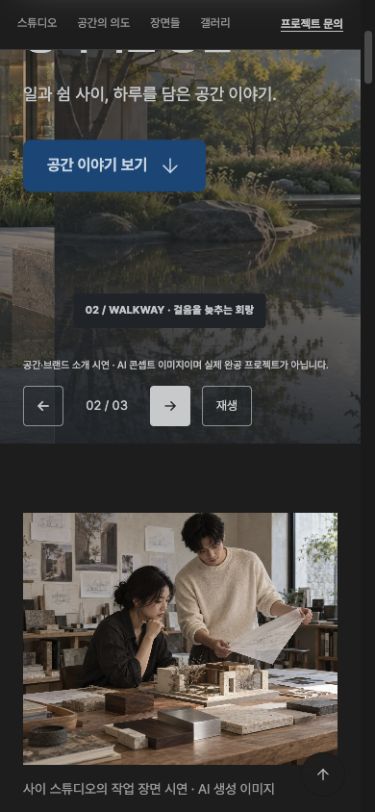 스튜디오 공간의 의도 장면들 갤러리 프로젝트 문의
일과 쉼 사이, 하루를 담은 공간 이야기.
공간 이야기 보기 ↓
02 / WALKWAY · 걸음을 늦추는 회랑
공간·브랜드 소개 시연 · AI 콘셉트 이미지이며 실제 완공 프로젝트가 아닙니다.
← 02 / 03 → 재생
사이 스튜디오의 작업 장면 시연 · AI 생성 이미지
↑